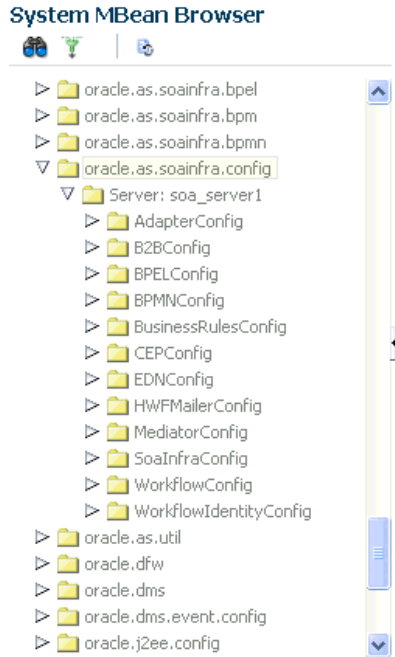 System MBean Browser
oracle.as.soainfra.bpel
oracle.as.soainfra.bpm
oracle.as.soainfra.bpmn
oracle.as.soainfra.config
Server: soa_server1
AdapterConfig
B2BConfig
BPELConfig
BPMNConfig
BusinessRulesConfig
CEPConfig
EDNConfig
HWFMailerConfig
MediatorConfig
SoaInfraConfig
WorkflowConfig
WorkflowIdentityConfig
oracle.as.util
oracle.dfw
oracle.dms
oracle.dms.event.config
oracle.j2ee.config